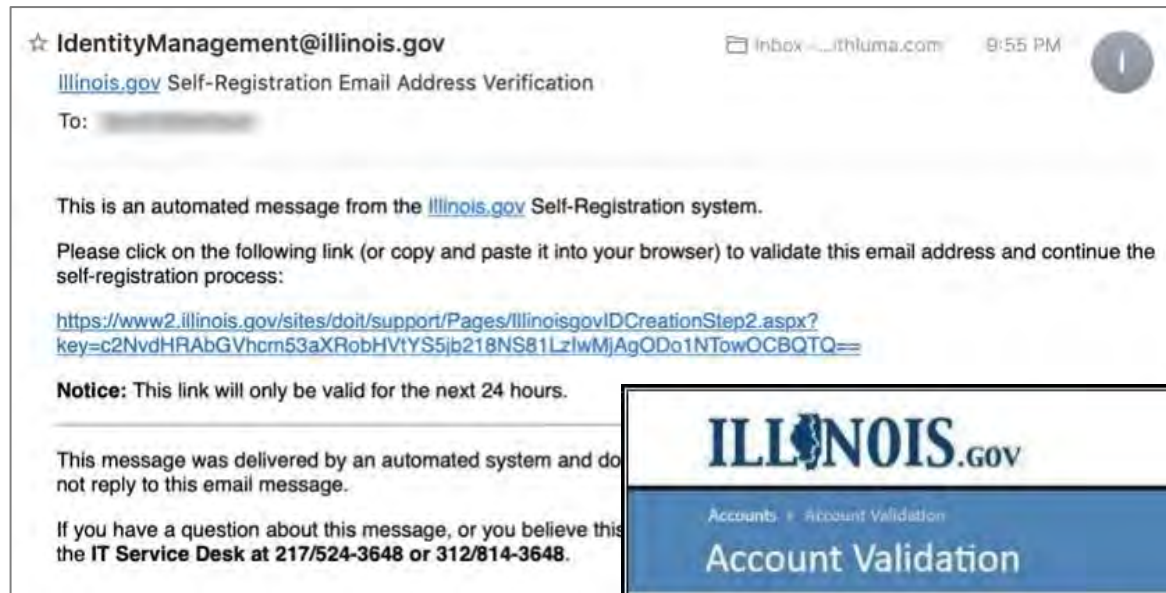 IdentityManagement@illinois.gov
Inbox - ...ithluma.com 9:55 PM
I
Illinois.gov Self-Registration Email Address Verification
To:
This is an automated message from the Illinois.gov Self-Registration system.
Please click on the following link (or copy and paste it into your browser) to validate this email address and continue the
self-registration process:
https://www2.illinois.gov/sites/doit/support/Pages/IllinoisgovIDCreationStep2.aspx?
key=c2NvdHRAbGVhcm53aXRobHVtYS5jb218NS81LzIwMjAgODo1NTowOCBQTQ==
Notice: This link will only be valid for the next 24 hours.
This message was delivered by an automated system and do
not reply to this email message.
If you have a question about this message, or you believe this
the IT Service Desk at 217/524-3648 or 312/814-3648.
ILLINOIS.GOV
Accounts Account Validation
Account Validation